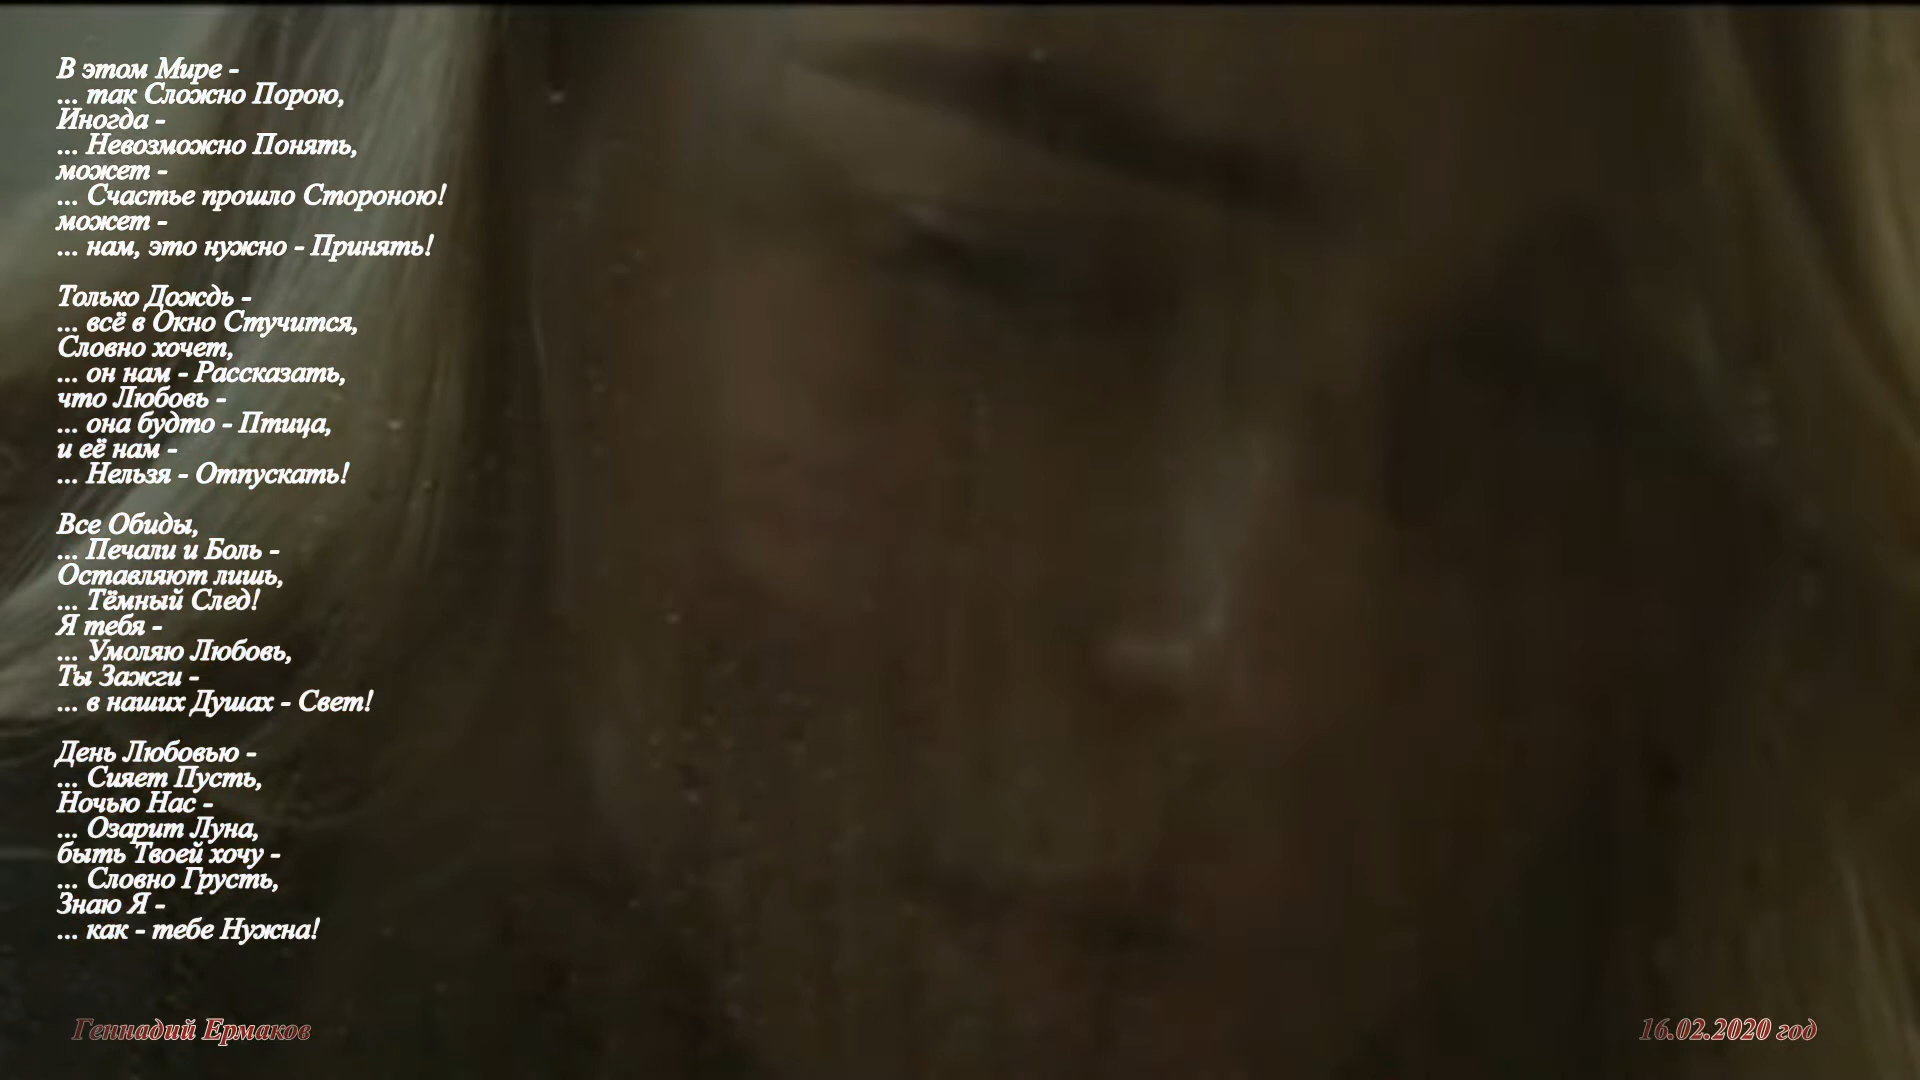 В этом Мире -
... так Сложно Порою,
Иногда -
... Невозможно Понять,
может -
... Счастье прошло Стороною!
может -
... нам, это нужно - Принять!
Только Дождь -
... всё в Окно Стучится,
Словно хочет,
... он нам - Рассказать,
что Любовь -
... она будто - Птица,
и её нам -
... Нельзя - Отпускать!
Все Обиды,
... Печали и Боль -
Оставляют лишь,
... Тёмный След!
Я тебя -
... Умоляю Любовь,
Ты Зажги -
... в наших Душах - Свет!
День Любовью -
... Сияет Пусть,
Ночью Нас -
... Озарит Луна,
быть Твоей хочу -
... Словно Грусть,
Знаю Я -
... как - тебе Нужна!
Геннадий Ермаков
16.02.2020 год